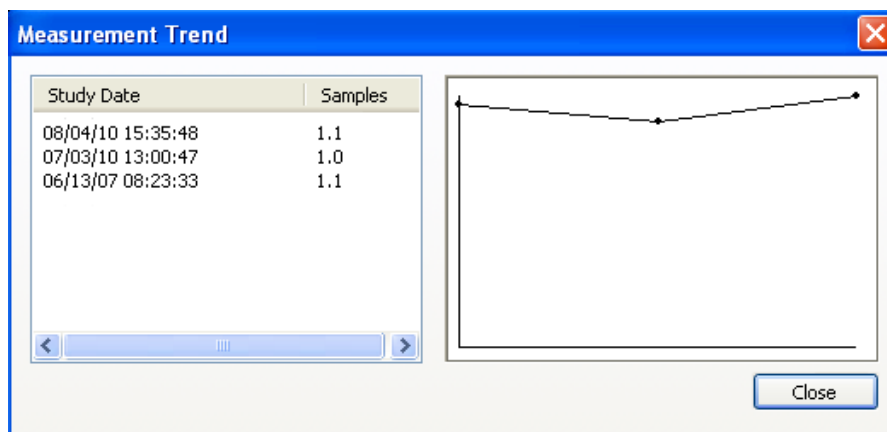 Measurement Trend
Study Date Samples
08/04/10 15:35:48 1.1
07/03/10 13:00:47 1.0
06/13/07 08:23:33 1.1
Close